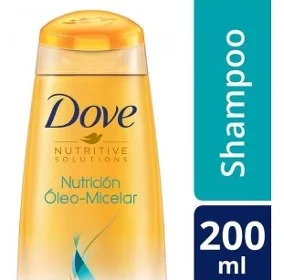 Dove
NUTRITIVE
SOLUTIONS
Nutrición
Óleo-Micelar
Shampoo
200
ml